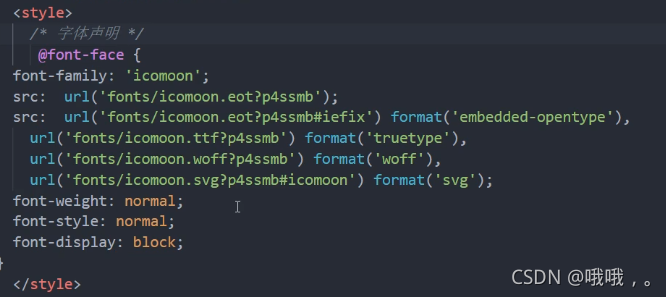 <style>
/* 字体声明 */
@font-face {
font-family: 'icomoon';
src:  url('fonts/icomoon.eot?p4ssmb');
src:  url('fonts/icomoon.eot?p4ssmb#iefix') format('embedded-opentype'),
url('fonts/icomoon.ttf?p4ssmb') format('truetype'),
url('fonts/icomoon.woff?p4ssmb') format('woff'),
url('fonts/icomoon.svg?p4ssmb#icomoon') format('svg');
font-weight: normal;
font-style: normal;
font-display: block;
}
</style>
CSDN @哦哦，。